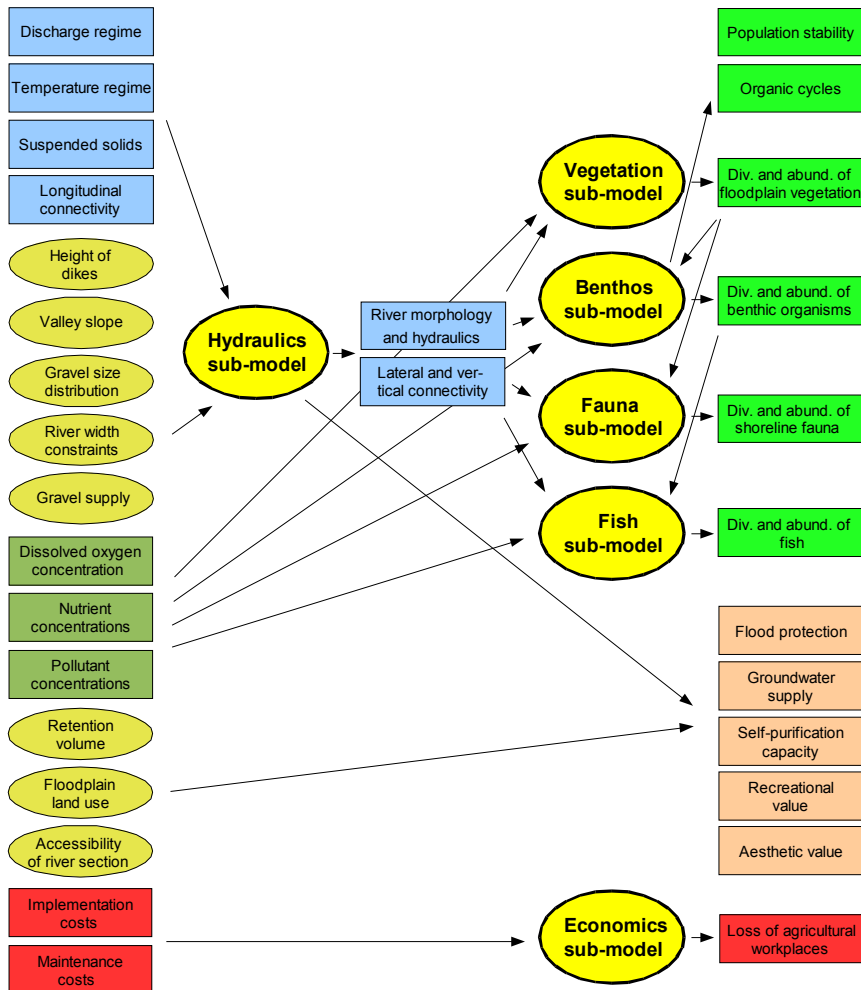 Discharge regime
Temperature regime
Suspended solids
Longitudinal
connectivity
Height of
dikes
Valley slope
Gravel size
distribution
River width
constraints
Gravel supply
Dissolved oxygen
concentration
Nutrient
concentrations
Pollutant
concentrations
Retention
volume
Floodplain
land use
Accessibility
of river section
Implementation
costs
Maintenance
costs
Hydraulics
sub-model
River morphology
and hydraulics
Lateral and ver-
tical connectivity
Vegetation
sub-model
Benthos
sub-model
Fauna
sub-model
Fish
sub-model
Economics
sub-model
Population stability
Organic cycles
Div. and abund. of
floodplain vegetation
Div. and abund. of
benthic organisms
Div. and abund. of
shoreline fauna
Div. and abund. of
fish
Flood protection
Groundwater
supply
Self-purification
capacity
Recreational
value
Aesthetic value
Loss of agricultural
workplaces